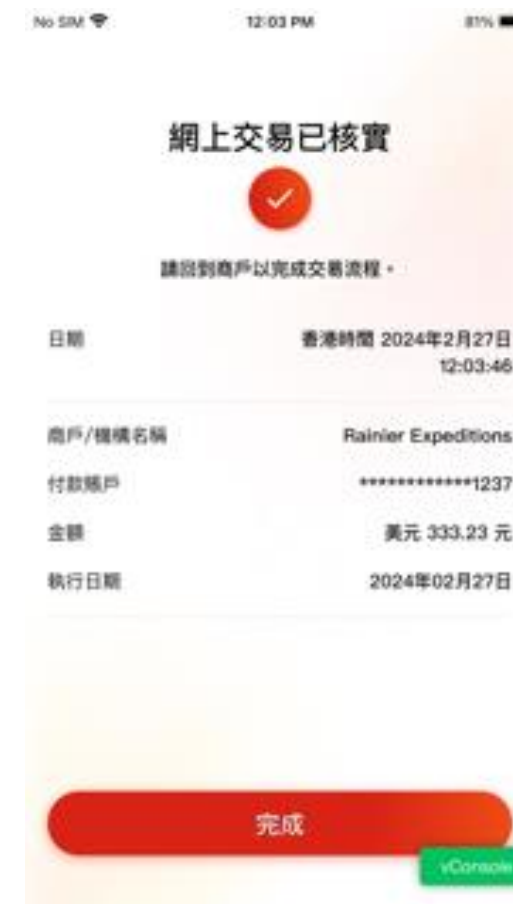 No SIM
12:03 PM
81%
網上交易已核實
請回到商戶以完成交易流程。
日期
香港時間 2024年2月27日
12:03:46
商戶/機構名稱
Rainier Expeditions
付款賬戶
************1237
金額
美元 333.23 元
執行日期
2024年02月27日
完成
vConsole